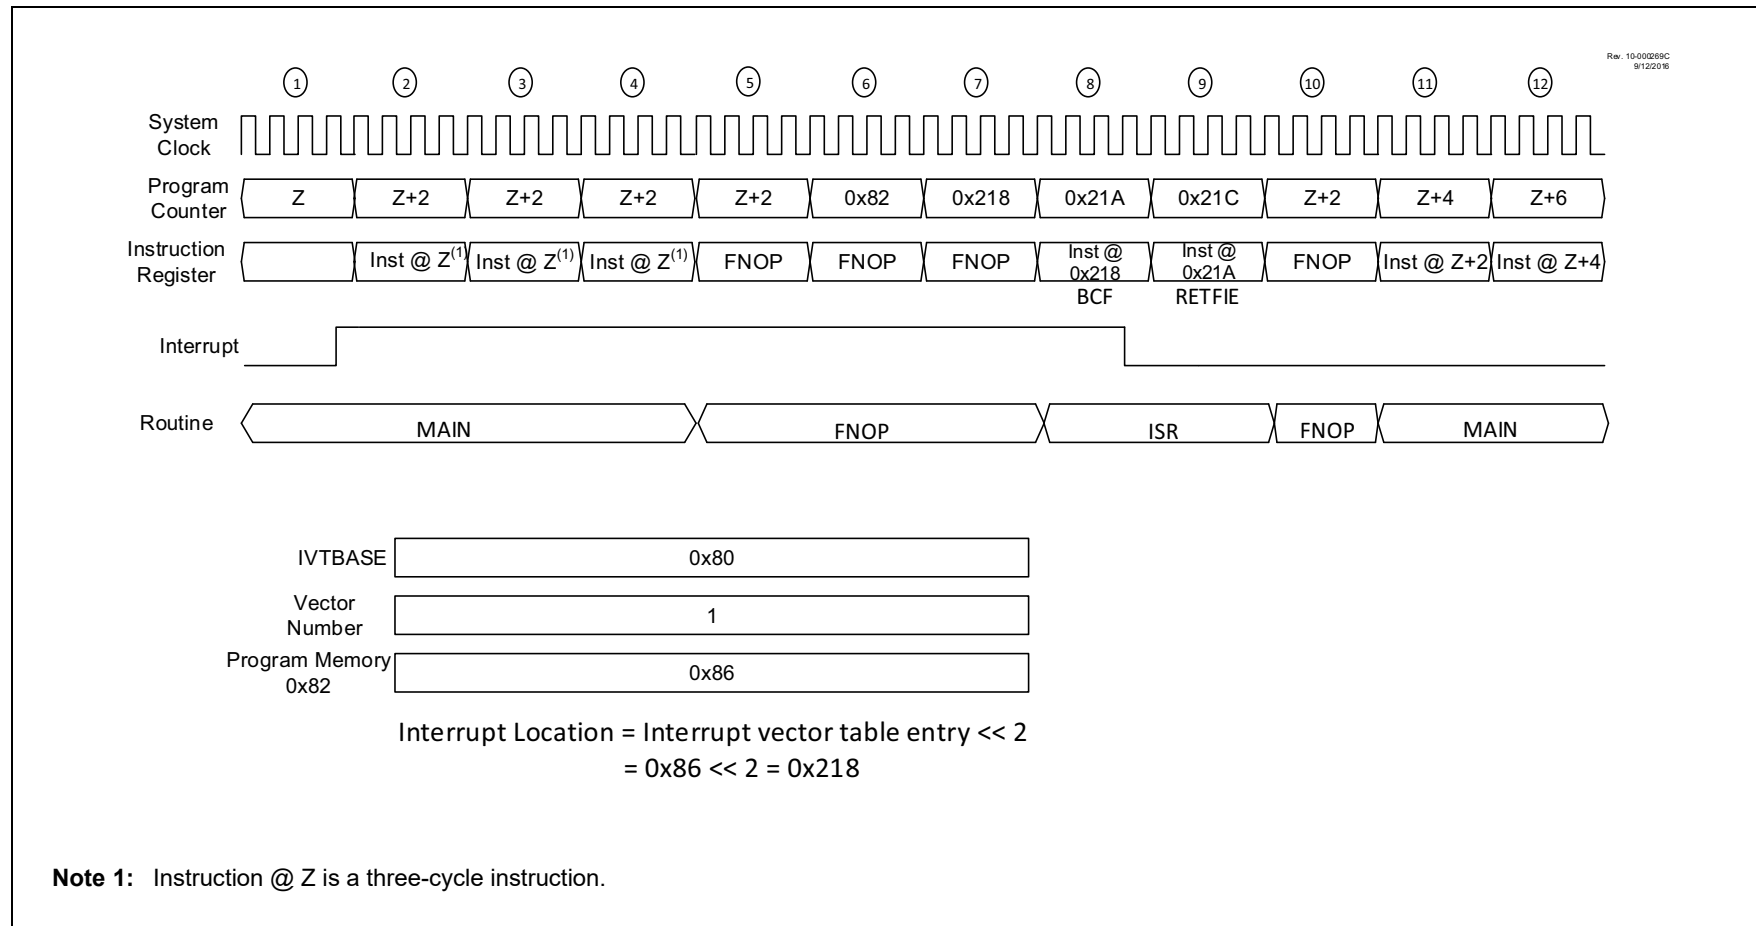 Rev. 10-000269C
9/12/2016
1 2 3 4 5 6 7 8 9 10 11 12
System
Clock
Program
Counter
Z Z+2 Z+2 Z+2 Z+2 0x82 0x218 0x21A 0x21C Z+2 Z+4 Z+6
Instruction
Register
Inst @ Z(1) Inst @ Z(1) Inst @ Z(1) FNOP FNOP FNOP
Inst @
0x218
BCF
Inst @
0x21A
RETFIE
FNOP Inst @ Z+2 Inst @ Z+4
Interrupt
Routine MAIN FNOP ISR FNOP MAIN
IVTBASE 0x80
Vector
Number
1
Program Memory
0x82
0x86
Interrupt Location = Interrupt vector table entry << 2
= 0x86 << 2 = 0x218
Note 1: Instruction @ Z is a three-cycle instruction.